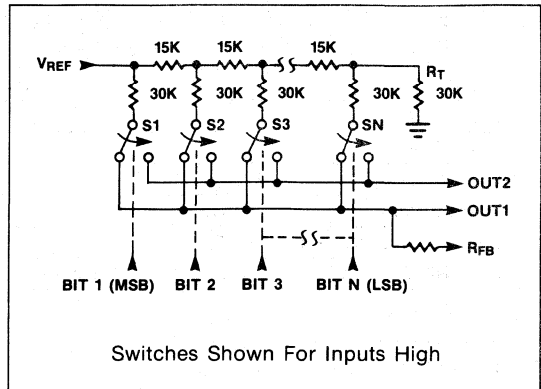 15K 15K 15K
VREF RT
30K 30K 30K 30K 30K
S1 S2 S3 SN
OUT2
OUT1
RFB
BIT 1 (MSB) BIT 2 BIT 3 BIT N (LSB)
Switches Shown For Inputs High